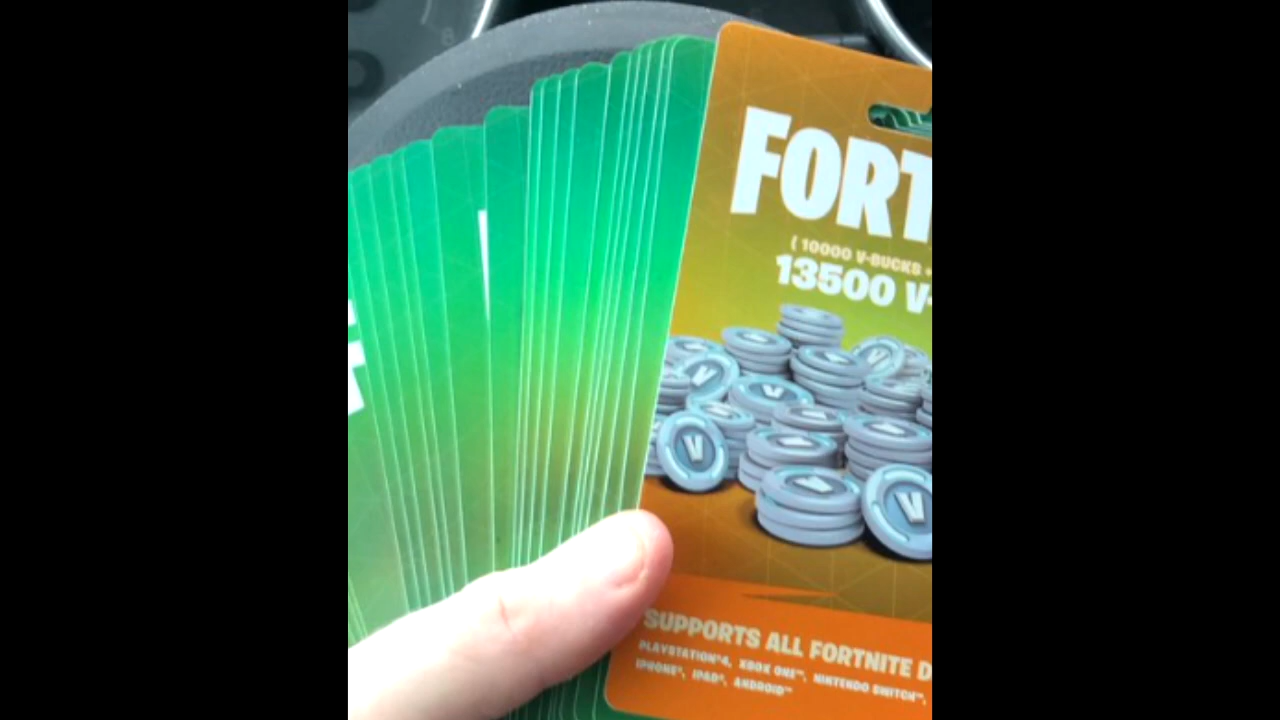 FORT
( 10000 V-BUCKS +
13500 V-
SUPPORTS ALL FORTNITE D
PLAYSTATION®4, XBOX ONE™, NINTENDO SWITCH™,
IPHONE®, IPAD®, ANDROID™